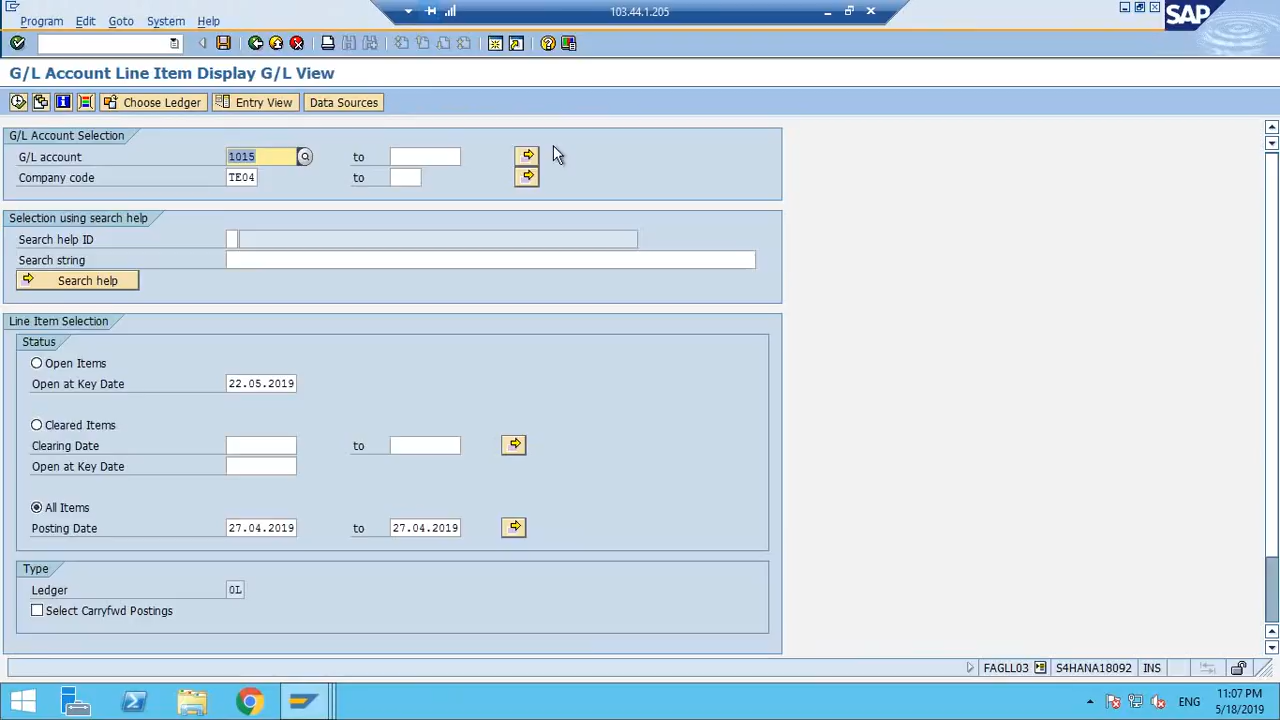 103.44.1.205
Program Edit Goto System Help
SAP
G/L Account Line Item Display G/L View
Choose Ledger Entry View Data Sources
G/L Account Selection
G/L account 1015 to
Company code TE04 to
Selection using search help
Search help ID
Search string
Search help
Line Item Selection
Status
Open Items
Open at Key Date 22.05.2019
Cleared Items
Clearing Date to
Open at Key Date
All Items
Posting Date 27.04.2019 to 27.04.2019
Type
Ledger 0L
Select Carryfwd Postings
FAGLL03 S4HANA18092 INS
ENG 11:07 PM
5/18/2019